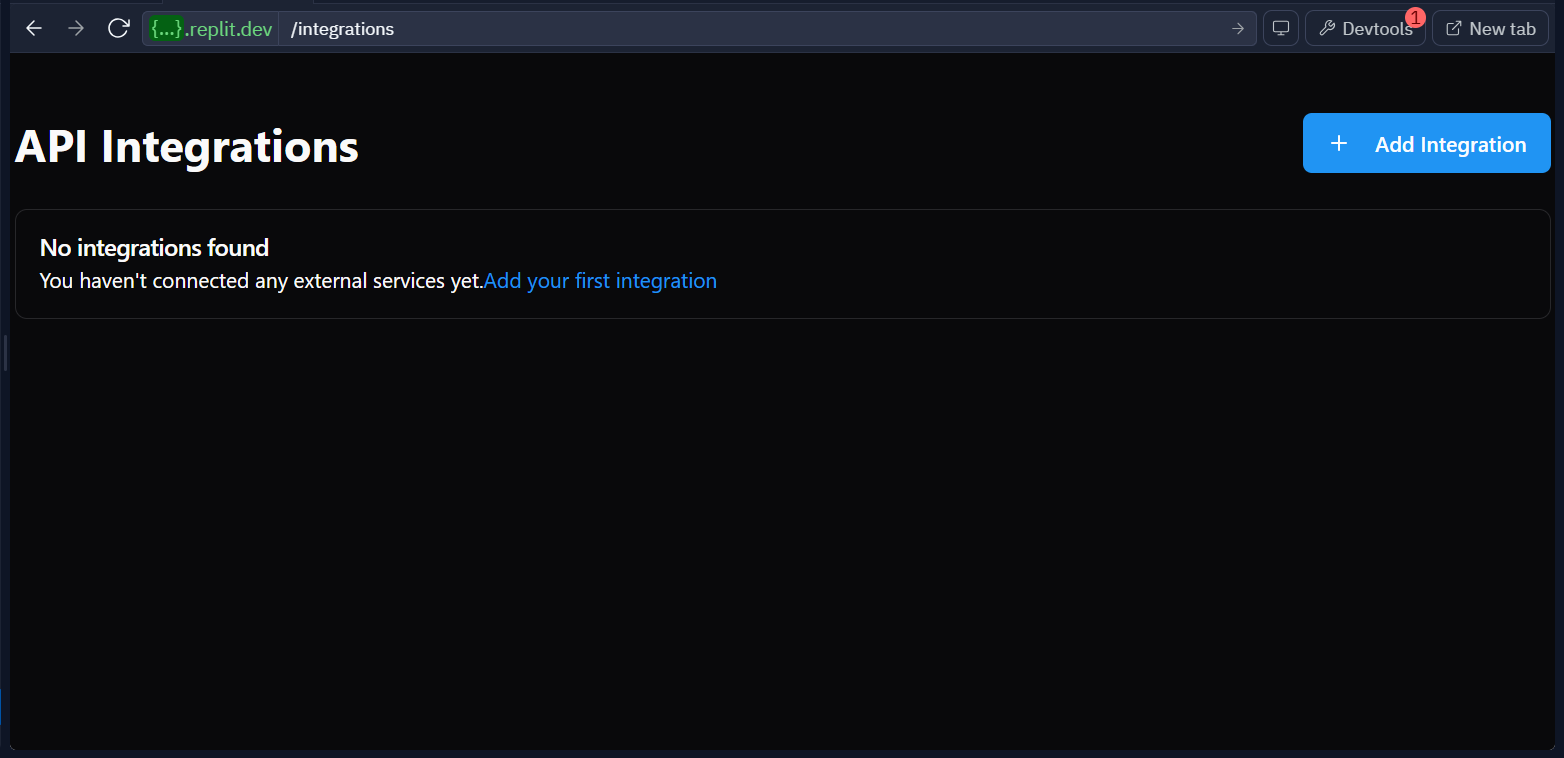 {...}.replit.dev /integrations Devtools 1 New tab
API Integrations
+ Add Integration
No integrations found
You haven't connected any external services yet.Add your first integration